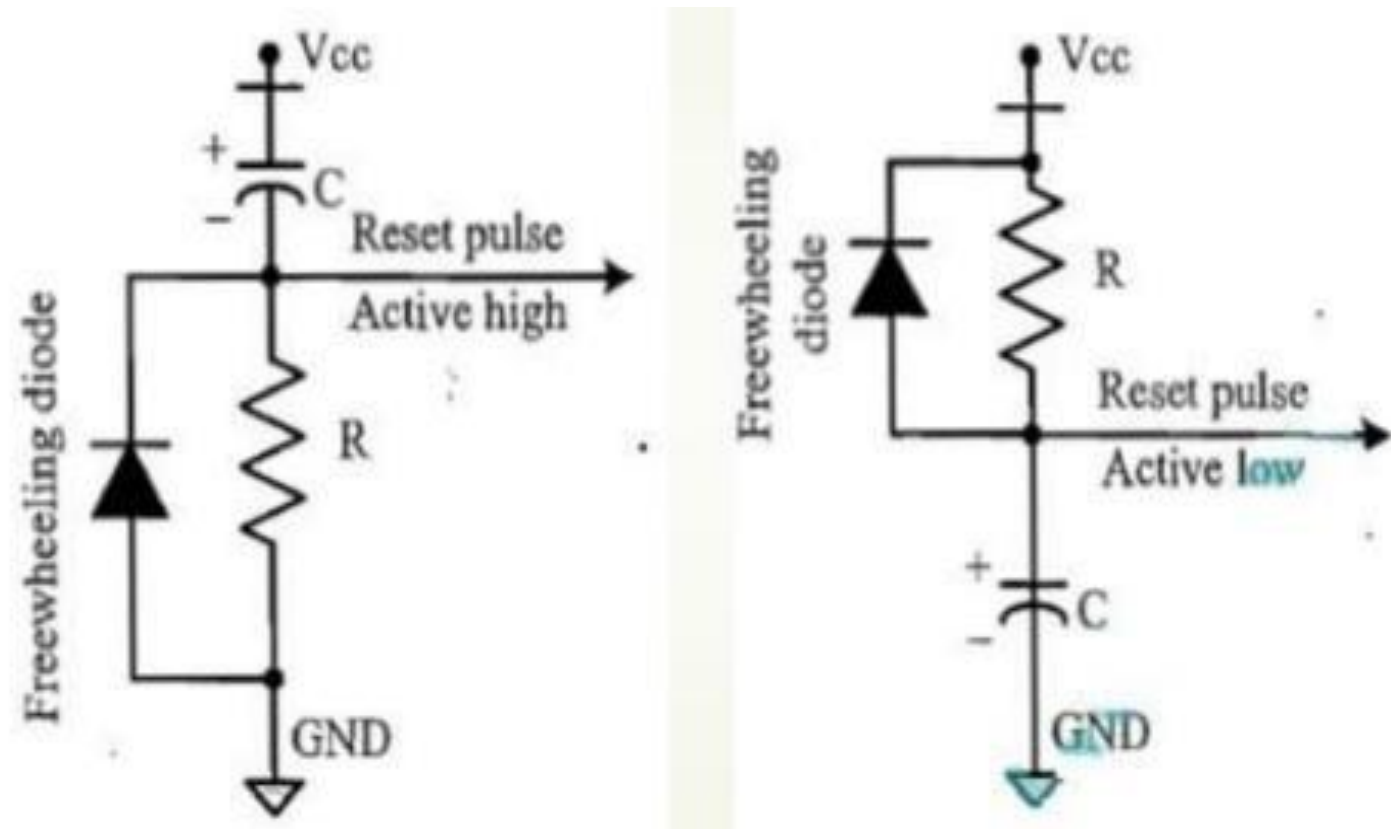 Vcc
+
C
−
Reset pulse
Active high
Freewheeling diode
R
GND
Vcc
Freewheeling
diode
R
Reset pulse
Active low
+
C
−
GND